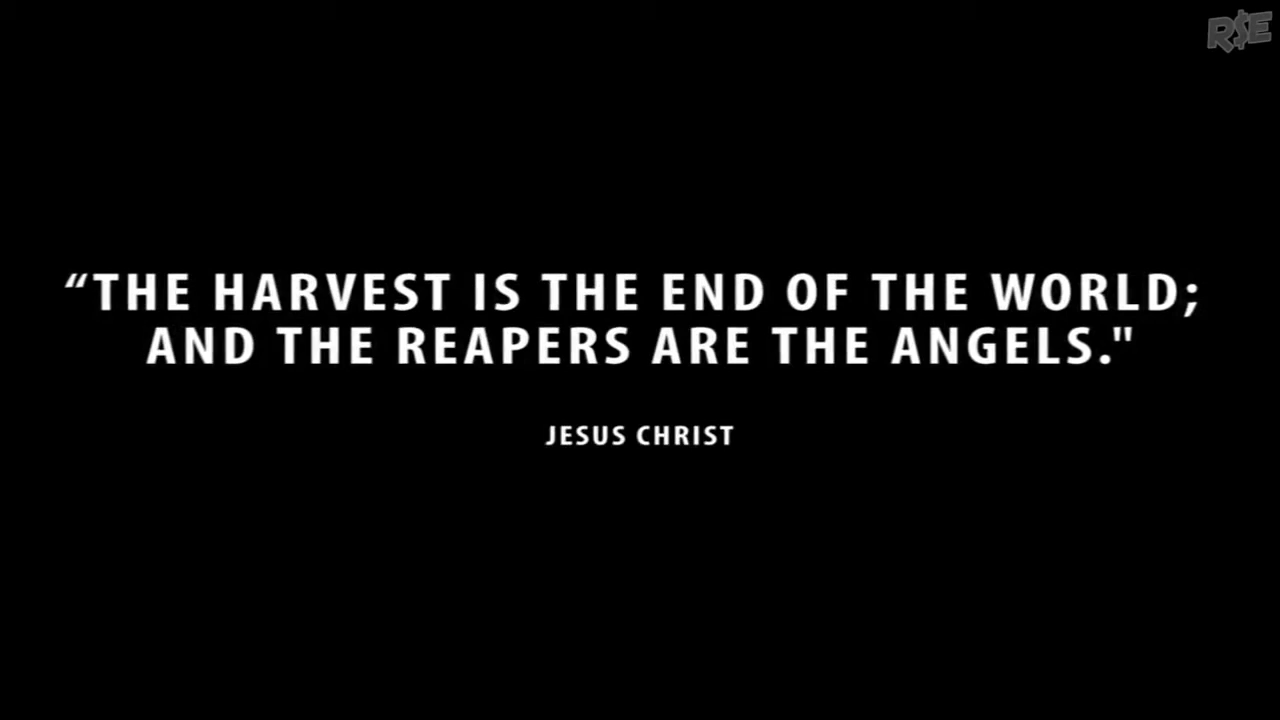 R$E
“THE HARVEST IS THE END OF THE WORLD;
AND THE REAPERS ARE THE ANGELS."
JESUS CHRIST